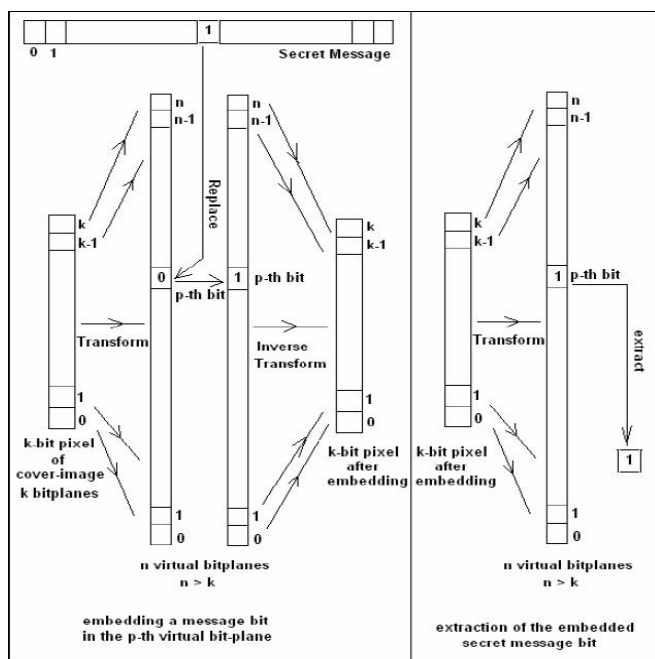 1
0 1
Secret Message
n
n-1
n
n-1
Replace
k
k-1
k
k-1
0
1
p-th bit
p-th bit
Transform
Inverse
Transform
1
0
1
0
k-bit pixel
of
cover-image
k bitplanes
k-bit pixel
after
embedding
1
0
1
0
n virtual bitplanes
n > k
embedding a message bit
in the p-th virtual bit-plane
n
n-1
k
k-1
1
p-th bit
Transform
extract
1
0
k-bit pixel
after
embedding
1
1
0
n virtual bitplanes
n > k
extraction of the embedded
secret message bit